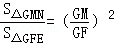 S△GMN / S△GFE = (GM / GF) ²